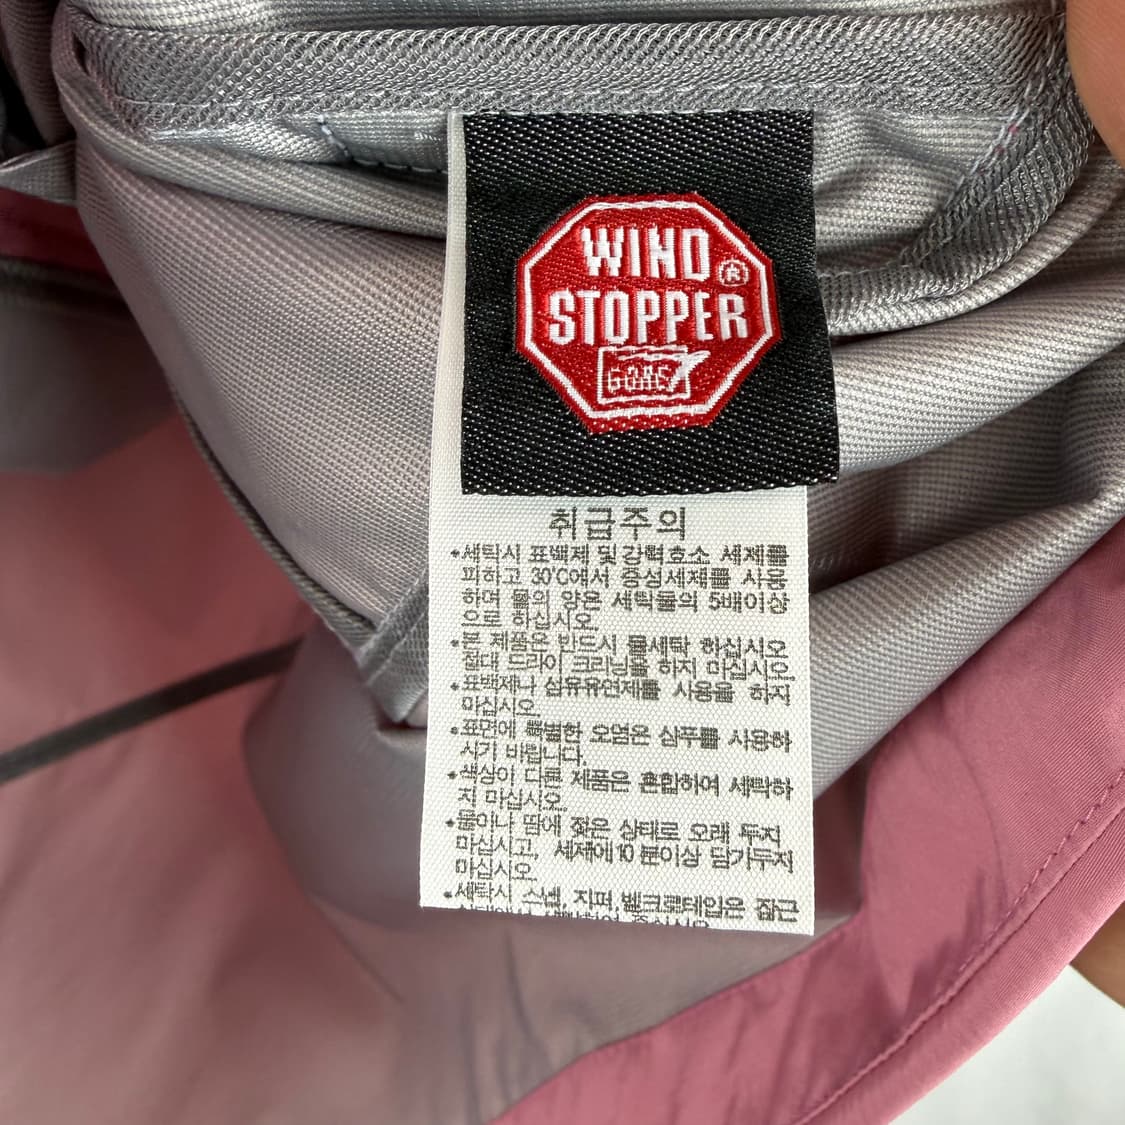 WIND
STOPPER
®
GORE
취급주의
•세탁시 표백제 및 강력효소 세제를
피하고 30°C에서 중성세제를 사용
하며 물의 양은 세탁물의 5배이상
으로 하십시오.
•본 제품은 반드시 물세탁 하십시오
절대 드라이 크리닝을 하지 마십시오.
•표백제나 섬유유연제를 사용을 하지
마십시오.
•표면에 특별한 오염은 샴푸를 사용하
시기 바랍니다.
•색상이 다른 제품은 혼합하여 세탁하
지 마십시오.
•물이나 땀에 젖은 상태로 오래 두지
마십시고, 세제에 10분이상 담가두지
마십시오.
•세탁시 스냅, 지퍼, 벨크로테입은 잠근